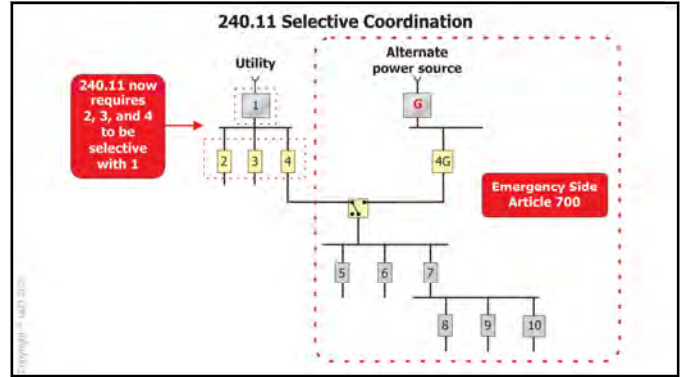 240.11 Selective Coordination
Utility
Alternate
power source
240.11 now
requires
2, 3, and 4
to be
selective
with 1
1
G
2
3
4
4G
Emergency Side
Article 700
5
6
7
8
9
10